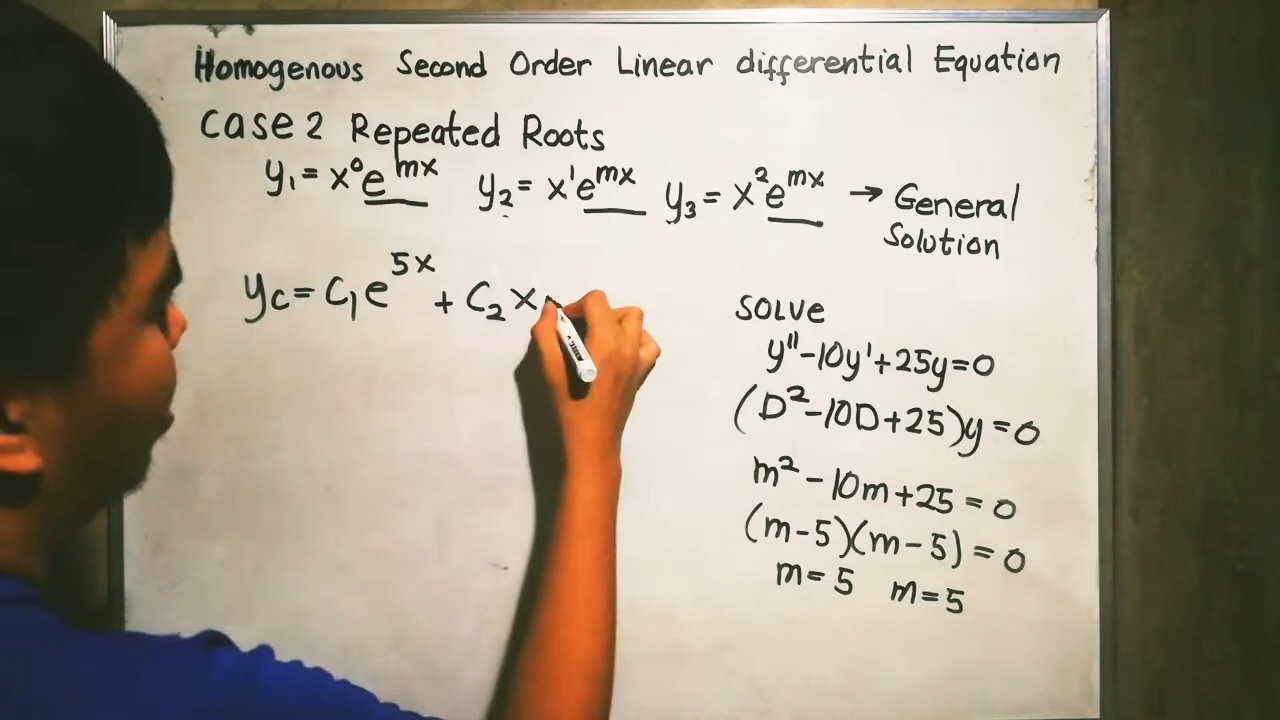 Homogenous Second Order Linear differential Equation
Case 2 Repeated Roots
y₁ = x⁰e^mx y₂ = x¹e^mx y₃ = x²e^mx → General
Solution
yc = C₁e^5x + C₂x
SOLVE
y" - 10y' + 25y = 0
(D² - 10D + 25)y = 0
m² - 10m + 25 = 0
(m - 5)(m - 5) = 0
m = 5 m = 5